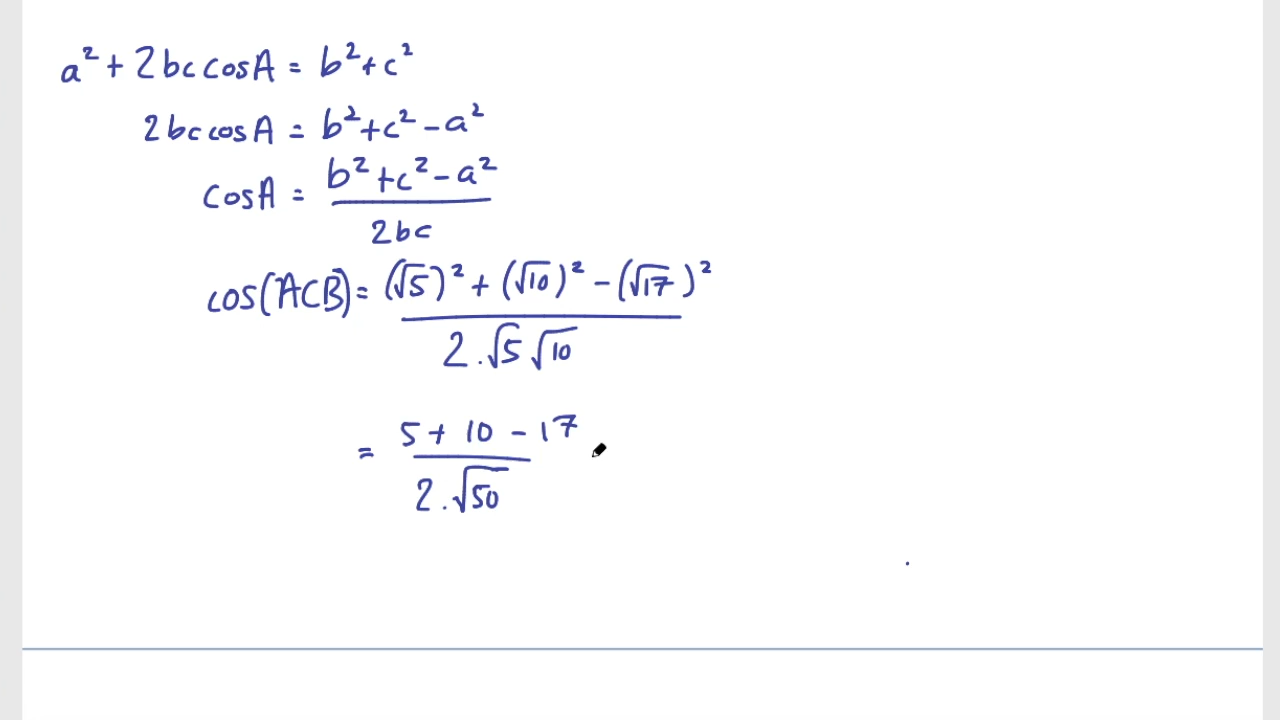 a² + 2bc cosA = b² + c²
2bc cosA = b² + c² - a²
cosA = (b² + c² - a²) / 2bc
cos(ACB) = ((√5)² + (√10)² - (√17)²) / 2.√5 √10
= (5 + 10 - 17) / 2.√50